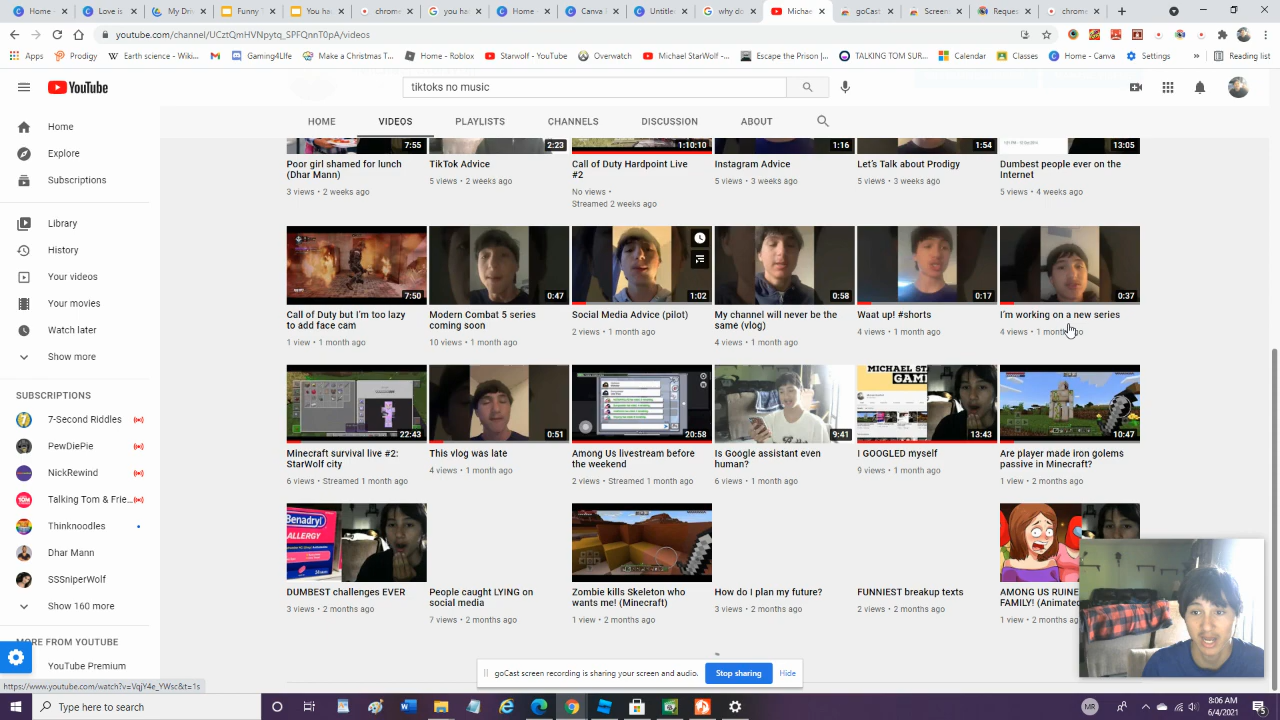 chrome
Love is
My Dri
chrome
you ha
Home
Canva
Untitle
why do
Michae
goCast
Screen
Reque
chrome
youtube.com/channel/UCztQmHVNpytq_SPFQnnT0pA/videos
Apps
Prodigy
Earth science - Wiki...
Gaming4life
Make a Christmas T...
Home - Roblox
Starwolf - YouTube
Overwatch
Michael StarWolf -...
Escape the Prison |...
TALKING TOM SUR...
Calendar
Classes
Home - Canva
Settings
»
Reading list
YouTube
tiktoks no music
HOME
VIDEOS
PLAYLISTS
CHANNELS
DISCUSSION
ABOUT
Home
Explore
Subscriptions
Library
History
Your videos
Your movies
Watch later
Show more
SUBSCRIPTIONS
7-Second Riddles
PewDiePie
NickRewind
Talking Tom & Frie...
Thinknoodles
Dhar Mann
SSSniperWolf
Show 160 more
MORE FROM YOUTUBE
YouTube Premium
7:55
2:23
1:10:10
1:16
1:54
13:05
Poor girl shamed for lunch
(Dhar Mann)
3 views • 2 weeks ago
TikTok Advice
5 views • 2 weeks ago
Call of Duty Hardpoint Live
#2
No views •
Streamed 2 weeks ago
Instagram Advice
5 views • 3 weeks ago
Let's Talk about Prodigy
5 views • 3 weeks ago
Dumbest people ever on the
Internet
5 views • 4 weeks ago
7:50
Call of Duty but I'm too lazy
to add face cam
1 view • 1 month ago
0:47
Modern Combat 5 series
coming soon
10 views • 1 month ago
1:02
Social Media Advice (pilot)
2 views • 1 month ago
0:58
My channel will never be the
same (vlog)
4 views • 1 month ago
0:17
Waat up! #shorts
4 views • 1 month ago
0:37
I'm working on a new series
4 views • 1 month ago
22:43
Minecraft survival live #2:
StarWolf city
6 views • Streamed 1 month ago
0:51
This vlog was late
4 views • 1 month ago
20:58
Among Us livestream before
the weekend
2 views • Streamed 1 month ago
9:41
Is Google assistant even
human?
6 views • 1 month ago
MICHAEL ST
GAMI
13:43
I GOOGLED myself
9 views • 1 month ago
10:47
Are player made iron golems
passive in Minecraft?
1 view • 2 months ago
Benadryl
ALLERGY
DUMBEST challenges EVER
3 views • 2 months ago
People caught LYING on
social media
7 views • 2 months ago
Zombie kills Skeleton who
wants me! (Minecraft)
1 view • 2 months ago
How do I plan my future?
3 views • 2 months ago
FUNNIEST breakup texts
2 views • 2 months ago
AMONG US RUINE
FAMILY! (Animated
1 view • 2 months
goCast screen recording is sharing your screen and audio.
Stop sharing
Hide
https://www.youtube.com/watch?v=VqjY4e_YWsc&t=1s
Type here to search
8:06 AM
6/4/2021